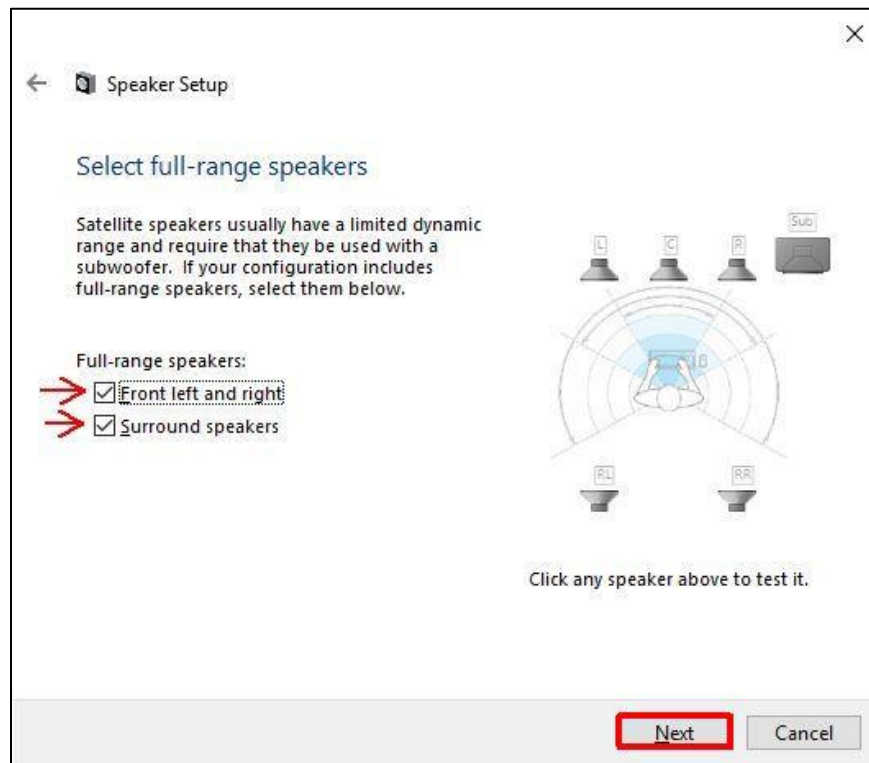 Speaker Setup
Select full-range speakers
Satellite speakers usually have a limited dynamic
range and require that they be used with a
subwoofer. If your configuration includes
full-range speakers, select them below.
Full-range speakers:
Front left and right
Surround speakers
L C R Sub
RL RR
Click any speaker above to test it.
Next Cancel